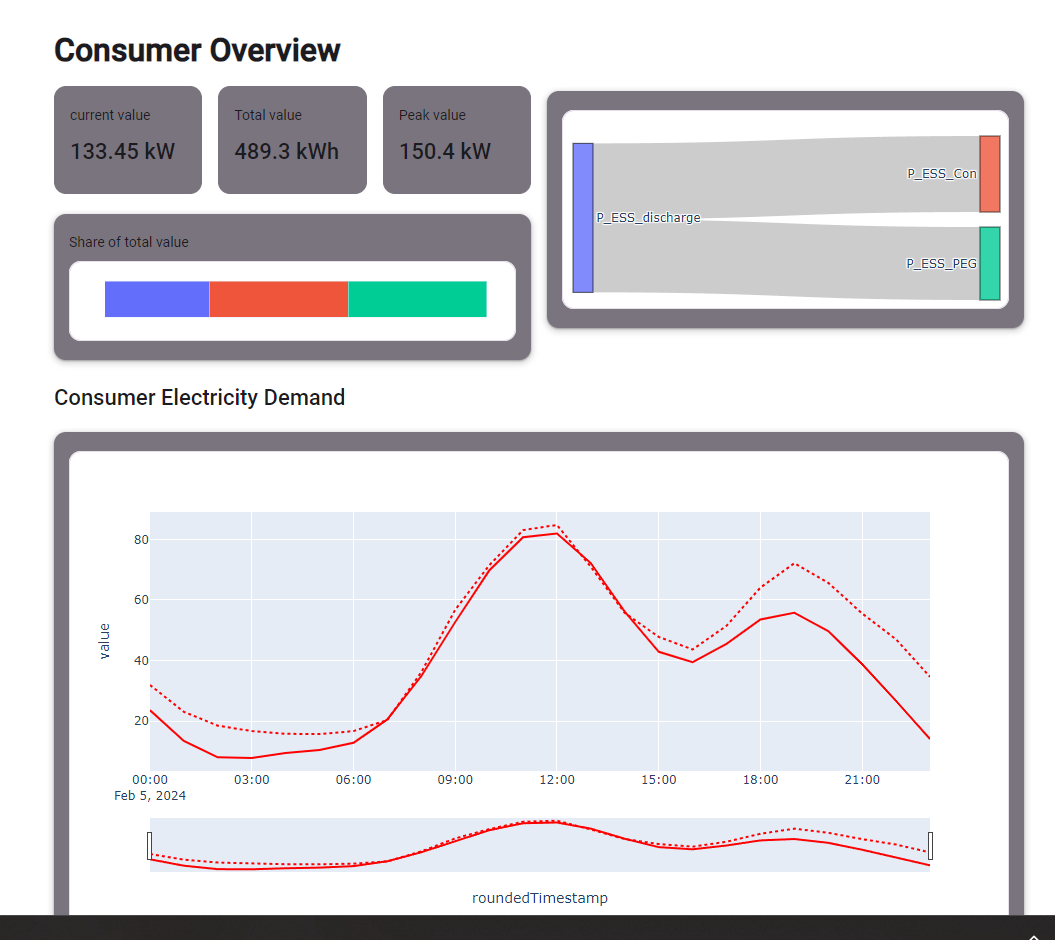 Consumer Overview
current value
133.45 kW
Total value
489.3 kWh
Peak value
150.4 kW
P_ESS_discharge
P_ESS_Con
P_ESS_PEG
Share of total value
Consumer Electricity Demand
80
60
40
20
value
00:00 03:00 06:00 09:00 12:00 15:00 18:00 21:00
Feb 5, 2024
roundedTimestamp